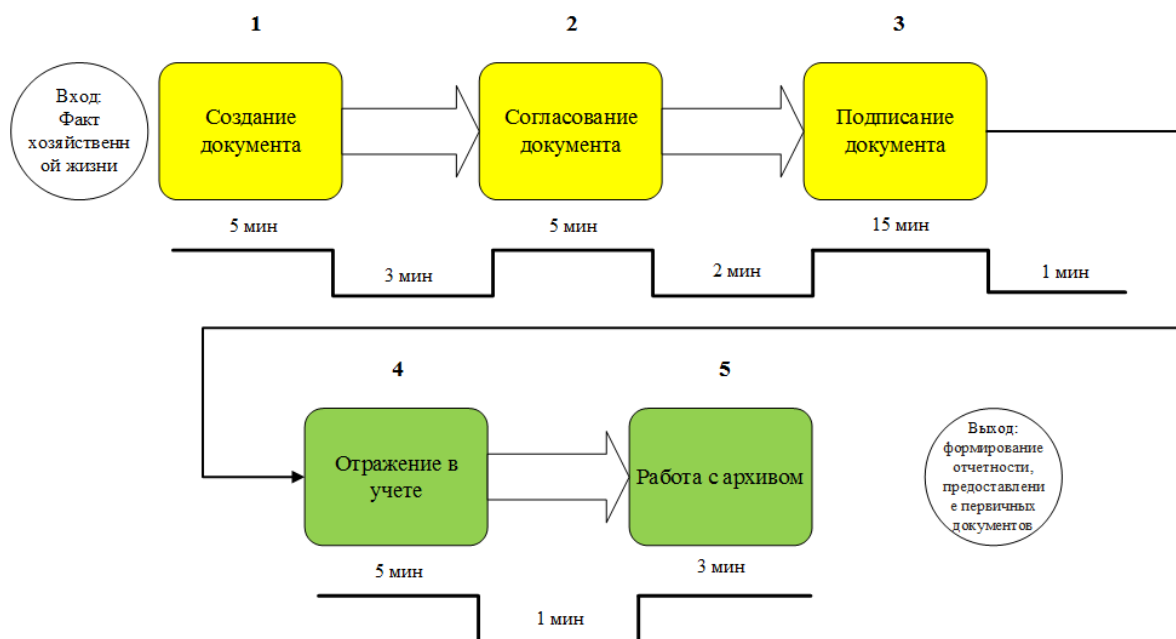 1
2
3
Вход:
Факт
хозяйственн
ой жизни
Создание
документа
Согласование
документа
Подписание
документа
5 мин
5 мин
15 мин
3 мин
2 мин
1 мин
4
5
Отражение в
учете
Работа с архивом
Выход:
формирование
отчетности,
предоставлени
е первичных
документов
5 мин
3 мин
1 мин